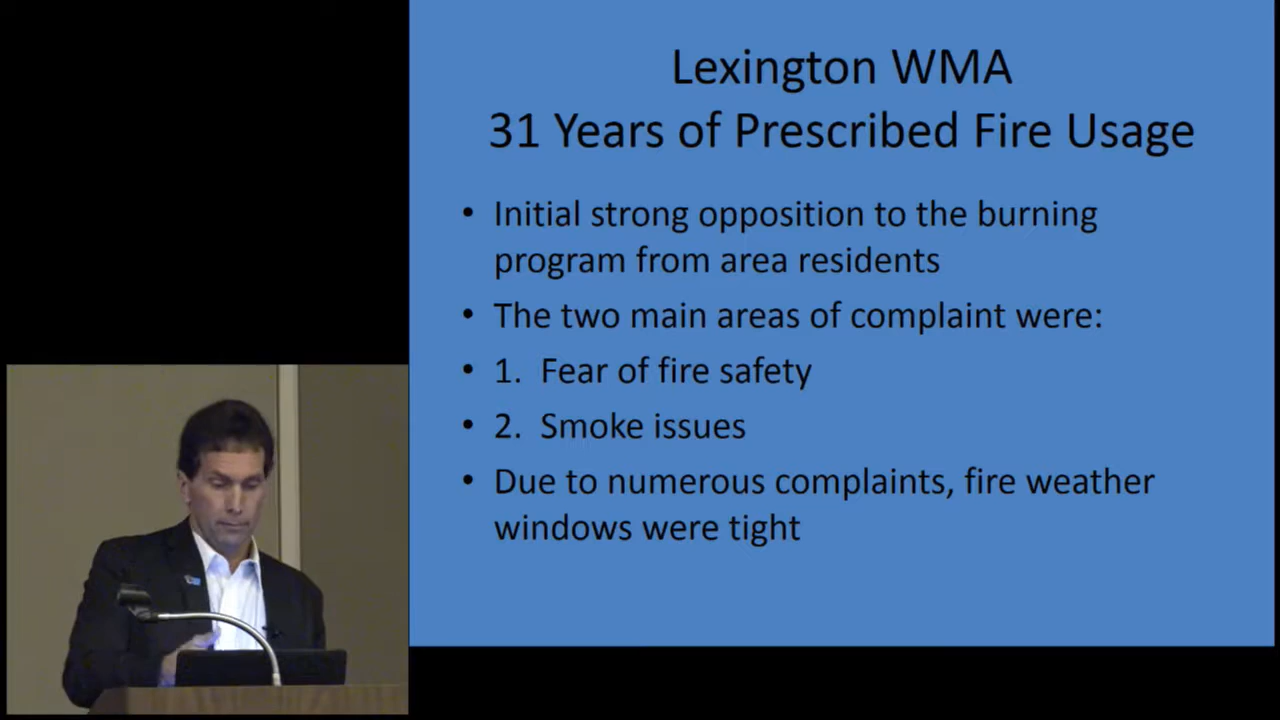 Lexington WMA
31 Years of Prescribed Fire Usage
• Initial strong opposition to the burning
program from area residents
• The two main areas of complaint were:
• 1. Fear of fire safety
• 2. Smoke issues
• Due to numerous complaints, fire weather
windows were tight